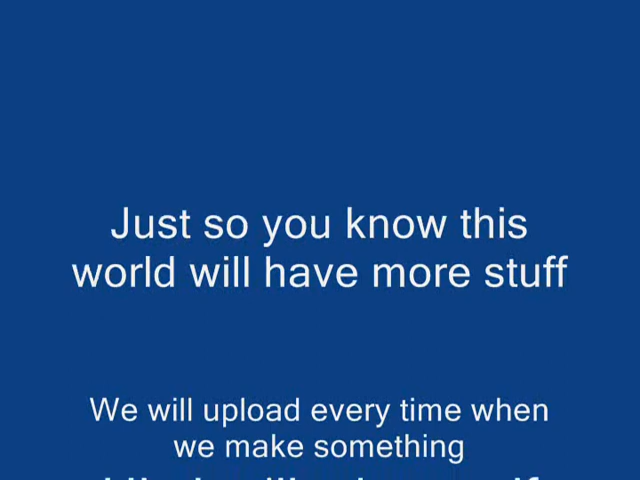 Just so you know this
world will have more stuff
We will upload every time when
we make something